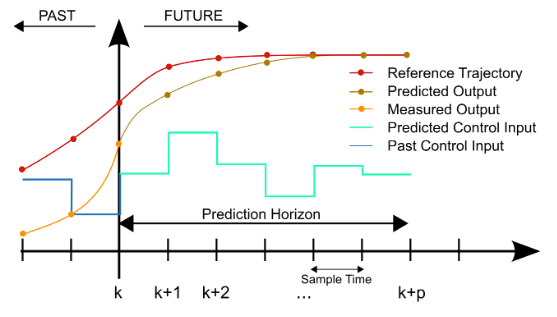 PAST
FUTURE
Reference Trajectory
Predicted Output
Measured Output
Predicted Control Input
Past Control Input
Prediction Horizon
Sample Time
k
k+1
k+2
...
k+p